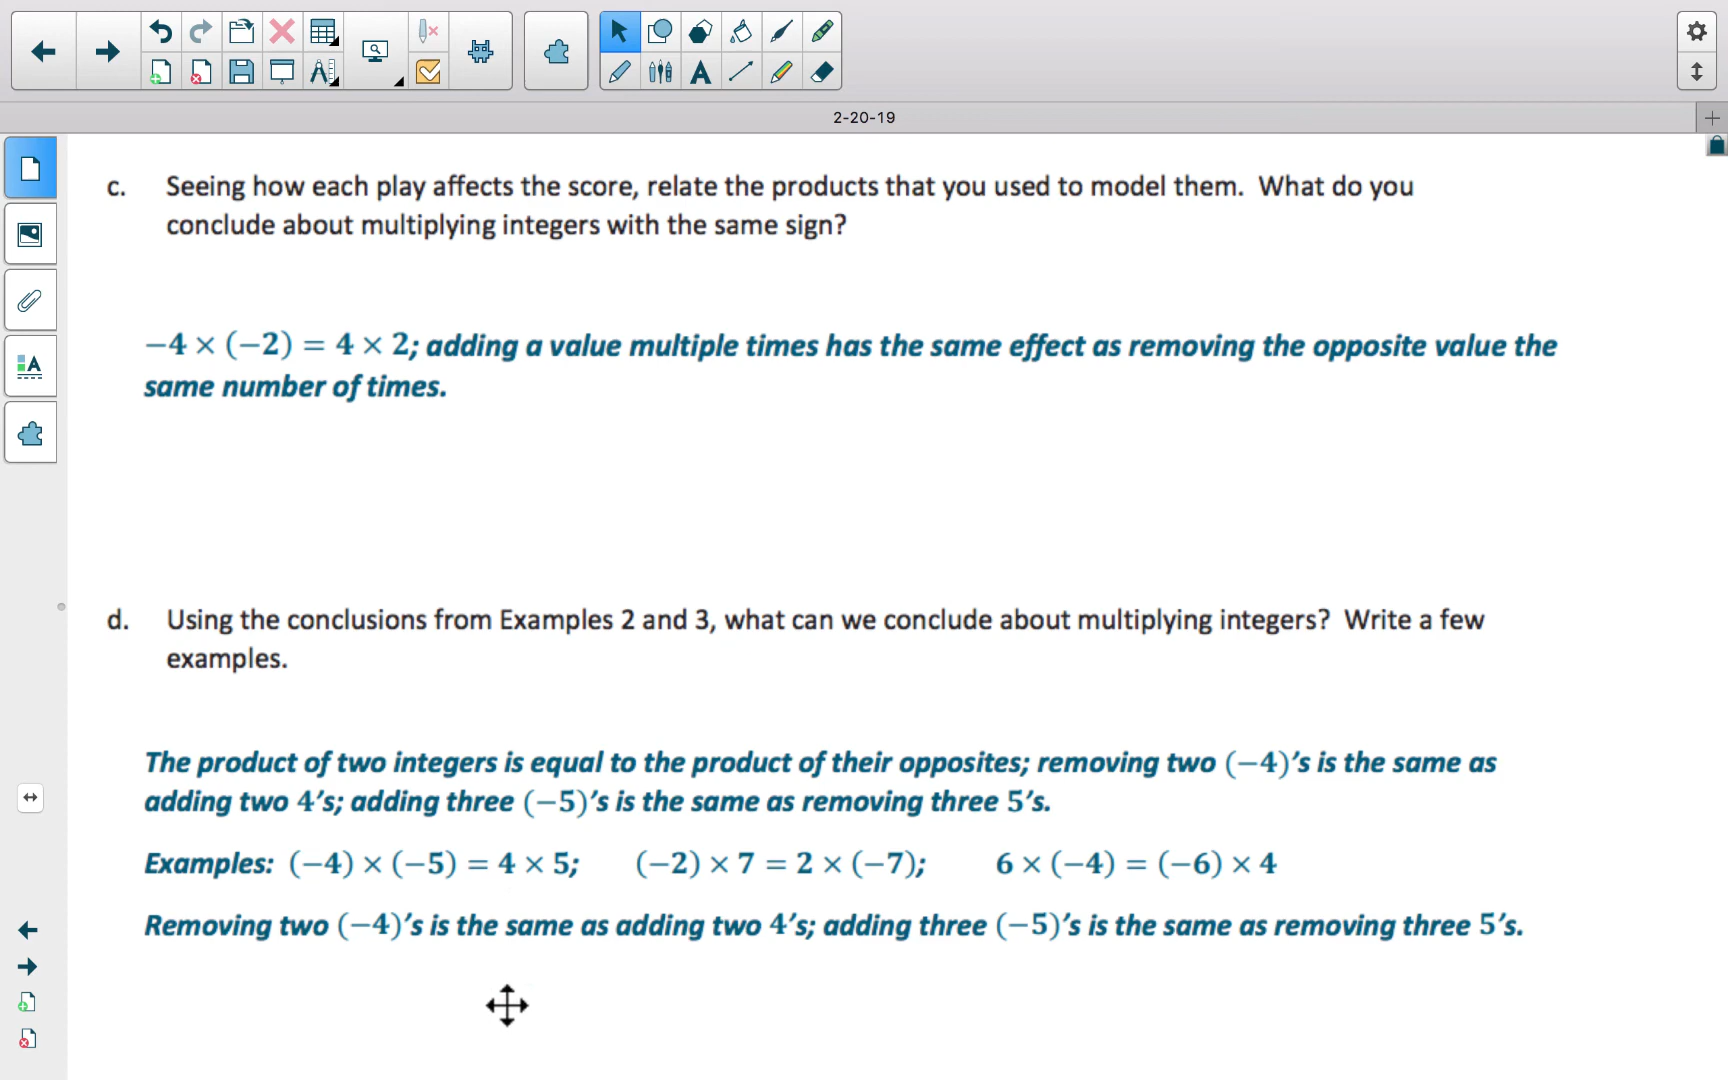 2-20-19
c. Seeing how each play affects the score, relate the products that you used to model them. What do you
conclude about multiplying integers with the same sign?
−4 × (−2) = 4 × 2; adding a value multiple times has the same effect as removing the opposite value the
same number of times.
d. Using the conclusions from Examples 2 and 3, what can we conclude about multiplying integers? Write a few
examples.
The product of two integers is equal to the product of their opposites; removing two (−4)’s is the same as
adding two 4’s; adding three (−5)’s is the same as removing three 5’s.
Examples: (−4) × (−5) = 4 × 5; (−2) × 7 = 2 × (−7); 6 × (−4) = (−6) × 4
Removing two (−4)’s is the same as adding two 4’s; adding three (−5)’s is the same as removing three 5’s.